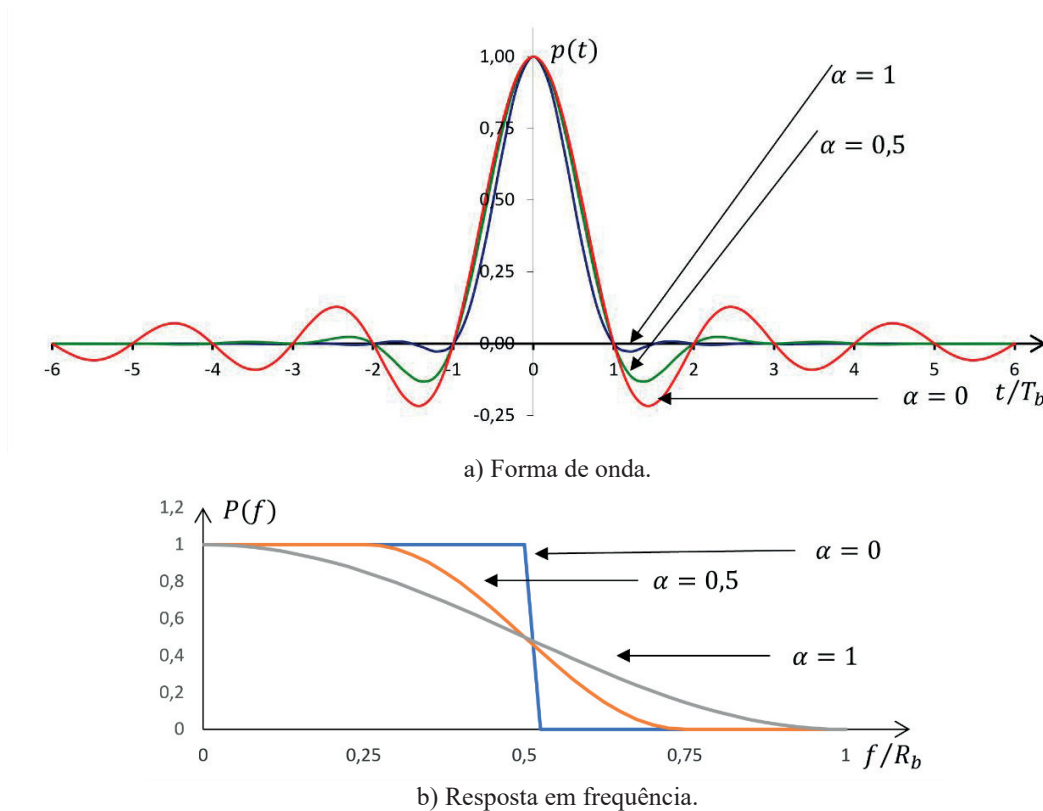 1,00
p(t)
α = 1
0,75
α = 0,5
0,50
0,25
0,00
-6 -5 -4 -3 -2 -1 0 1 2 3 4 5 6
t/T_b
α = 0
-0,25
a) Forma de onda.
1,2
P(f)
1
α = 0
0,8
α = 0,5
0,6
0,4
α = 1
0,2
0
0 0,25 0,5 0,75 1 f/R_b
b) Resposta em frequência.